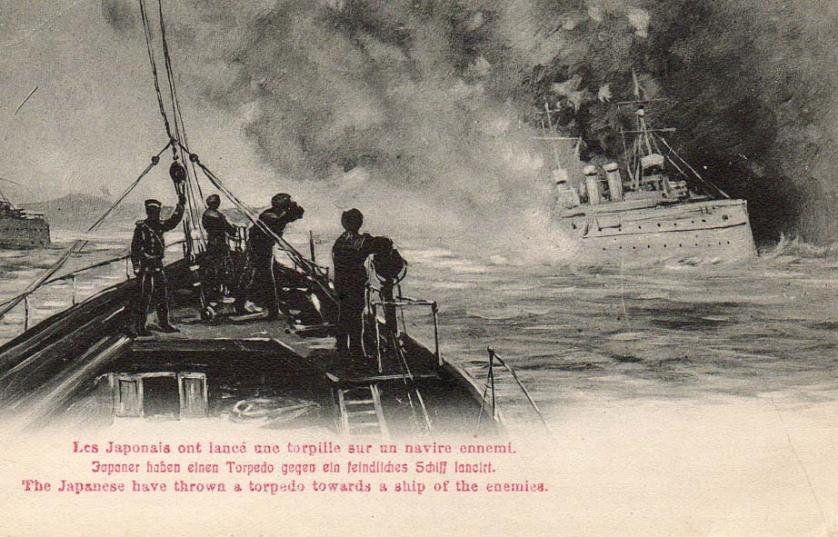 Les Japonais ont lancé une torpille sur un navire ennemi.
Japaner haben einen Torpedo gegen ein feindliches Schiff lancirt.
The Japanese have thrown a torpedo towards a ship of the enemies.